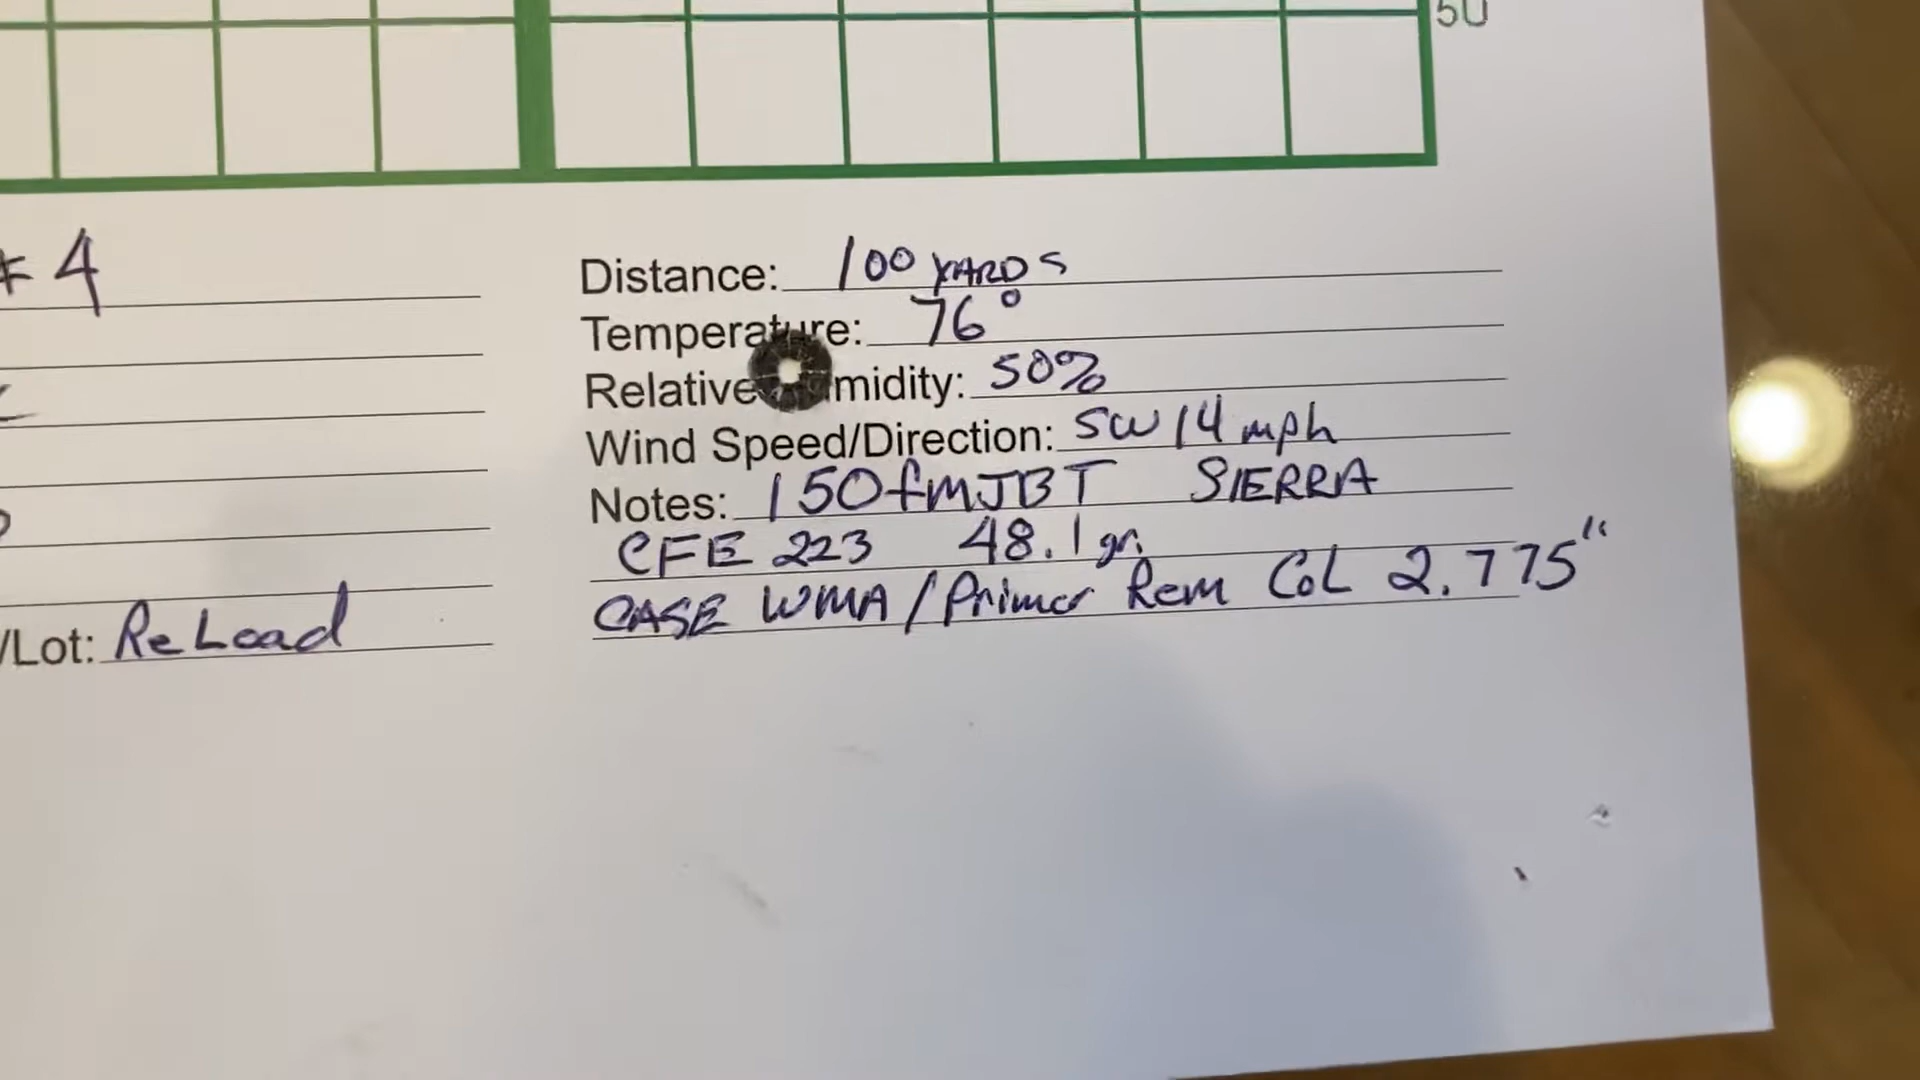 50
4
Distance: 100 YARDS
Temperature: 76°
Relative midity: 50%
Wind Speed/Direction: SW 14 mph
Notes: 150 fmJBT SIERRA
CFE 223 48.1 gr.
CASE WMA / Primer Rem CoL 2.775"
/Lot: ReLoad